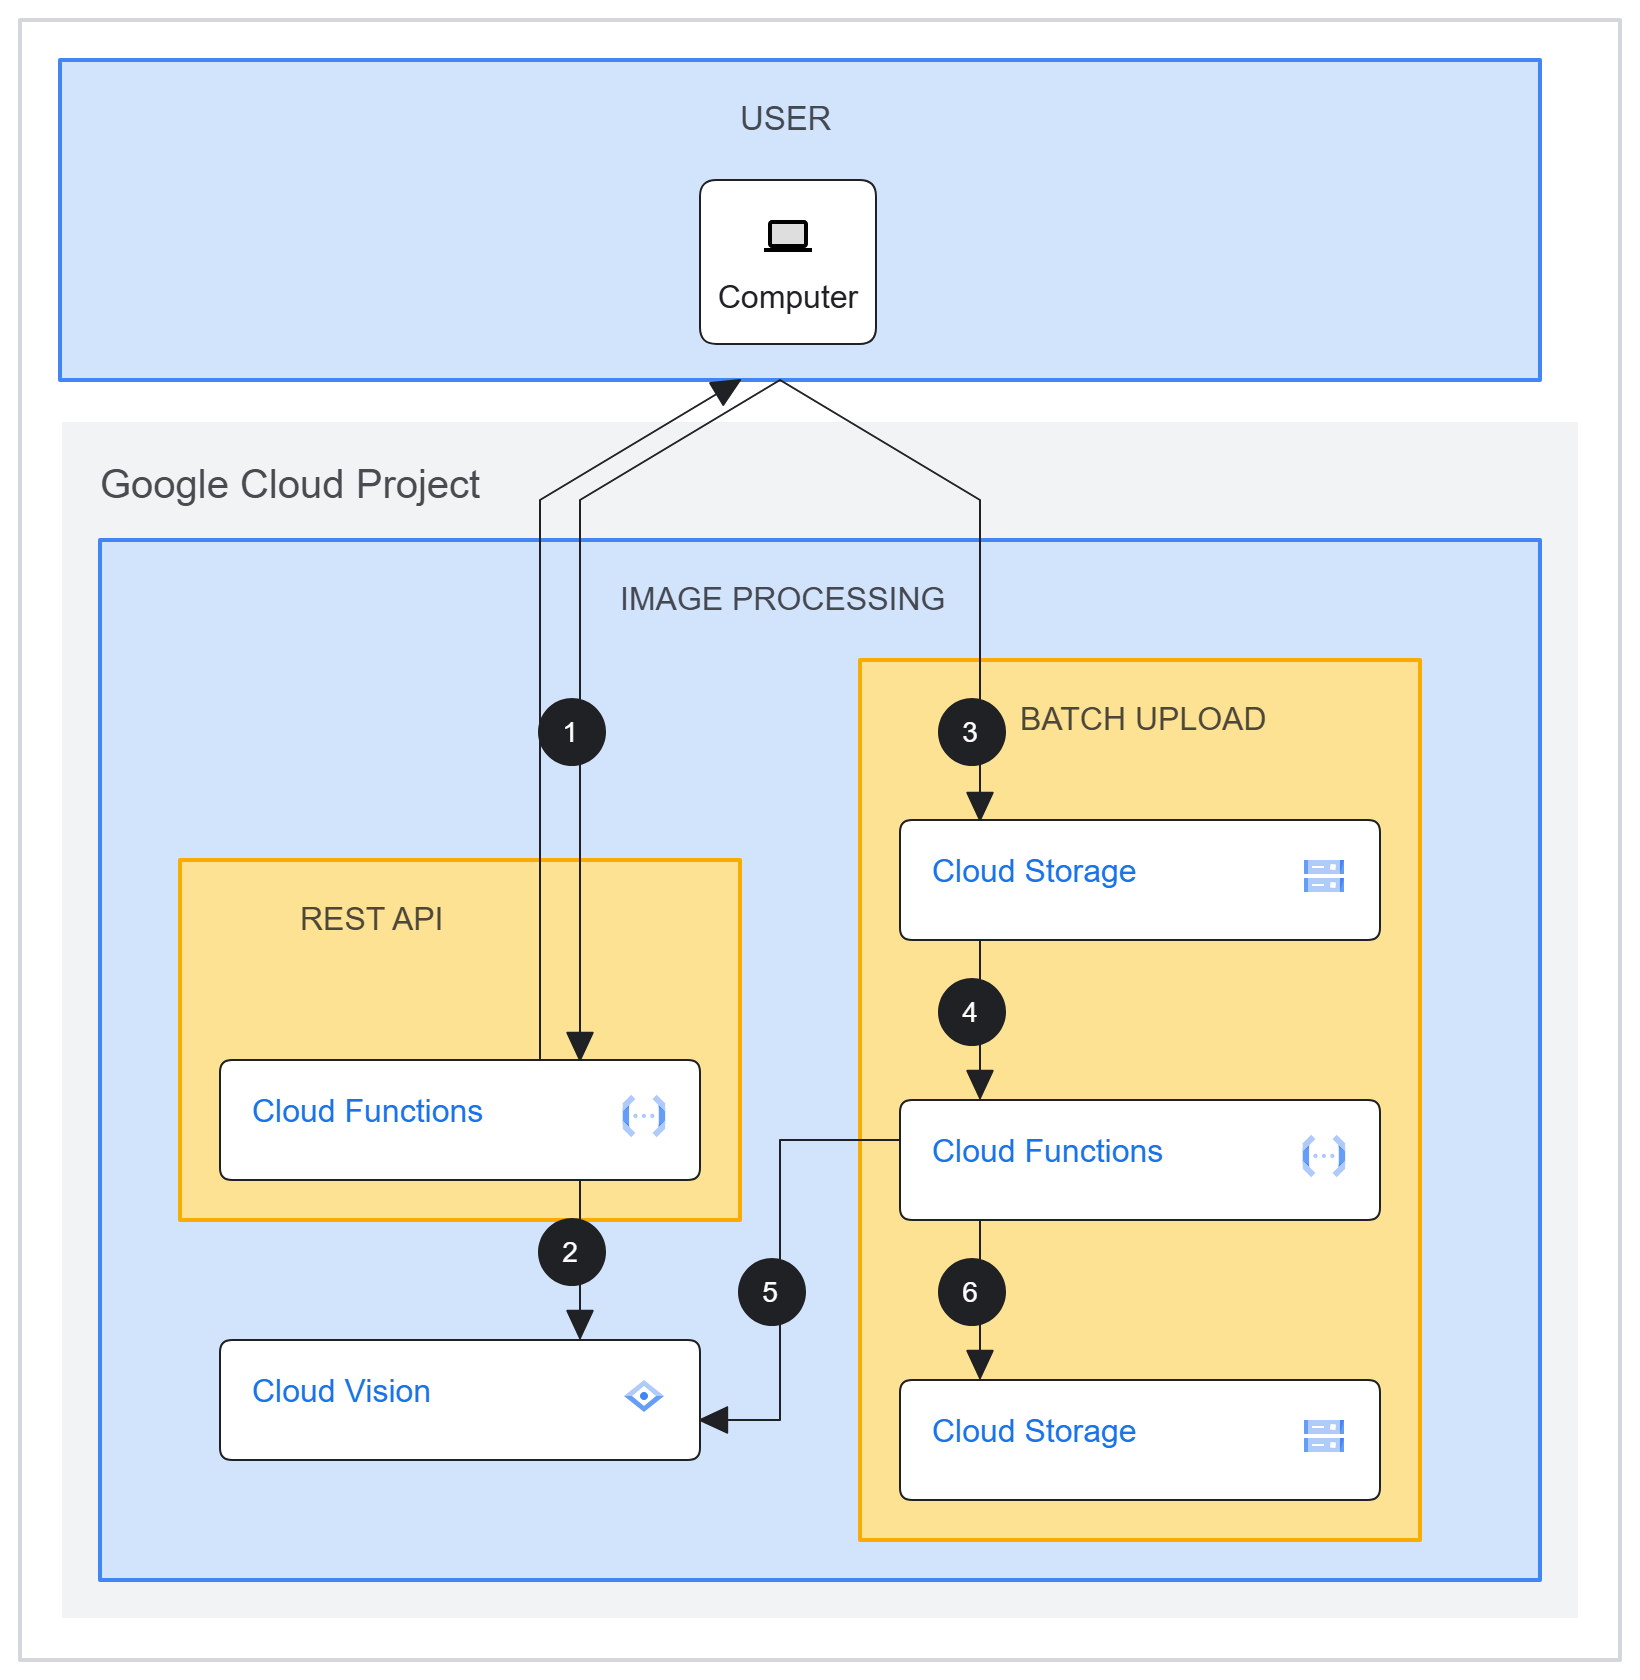 USER
Computer
Google Cloud Project
IMAGE PROCESSING
1
3
BATCH UPLOAD
Cloud Storage
REST API
4
Cloud Functions
Cloud Functions
2
5
6
Cloud Vision
Cloud Storage